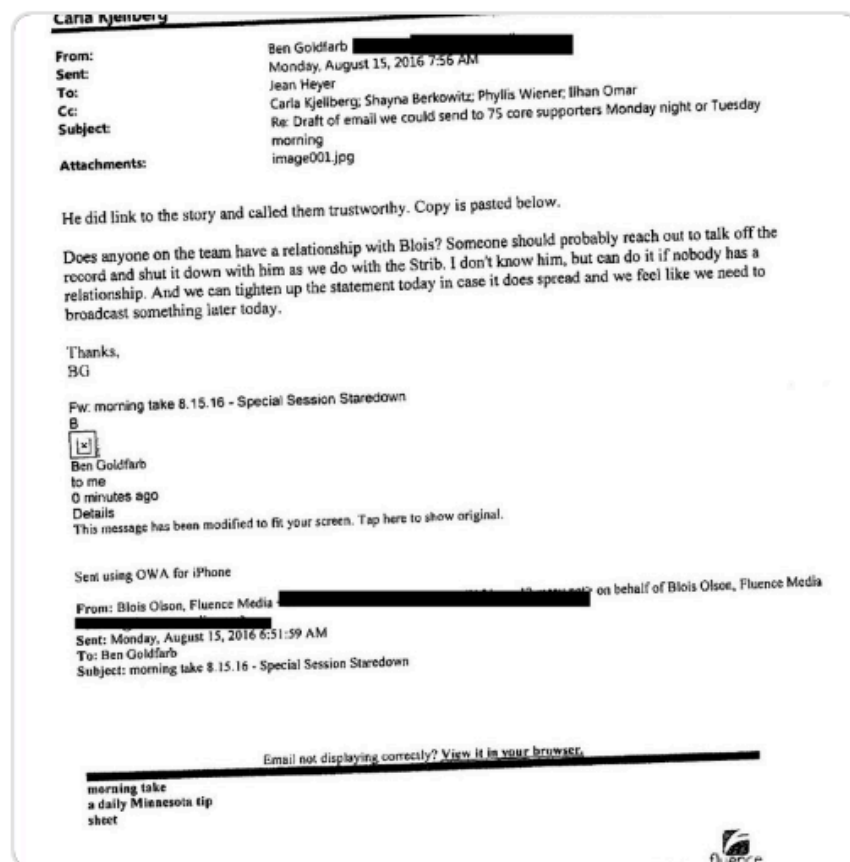 Carla Kjellberg
From: Ben Goldfarb
Sent: Monday, August 15, 2016 7:56 AM
To: Jean Heyer
Cc: Carla Kjellberg; Shayna Berkowitz; Phyllis Wiener; Ilhan Omar
Subject: Re: Draft of email we could send to 75 core supporters Monday night or Tuesday
morning
Attachments: image001.jpg
He did link to the story and called them trustworthy. Copy is pasted below.
Does anyone on the team have a relationship with Blois? Someone should probably reach out to talk off the
record and shut it down with him as we do with the Strib. I don't know him, but can do it if nobody has a
relationship. And we can tighten up the statement today in case it does spread and we feel like we need to
broadcast something later today.
Thanks,
BG
Fw: morning take 8.15.16 - Special Session Staredown
B
Ben Goldfarb
to me
0 minutes ago
Details
This message has been modified to fit your screen. Tap here to show original.
Sent using OWA for iPhone
From: Blois Olson, Fluence Media on behalf of Blois Olson, Fluence Media
Sent: Monday, August 15, 2016 6:51:59 AM
To: Ben Goldfarb
Subject: morning take 8.15.16 - Special Session Staredown
Email not displaying correctly? View it in your browser.
morning take
a daily Minnesota tip
sheet
fluence